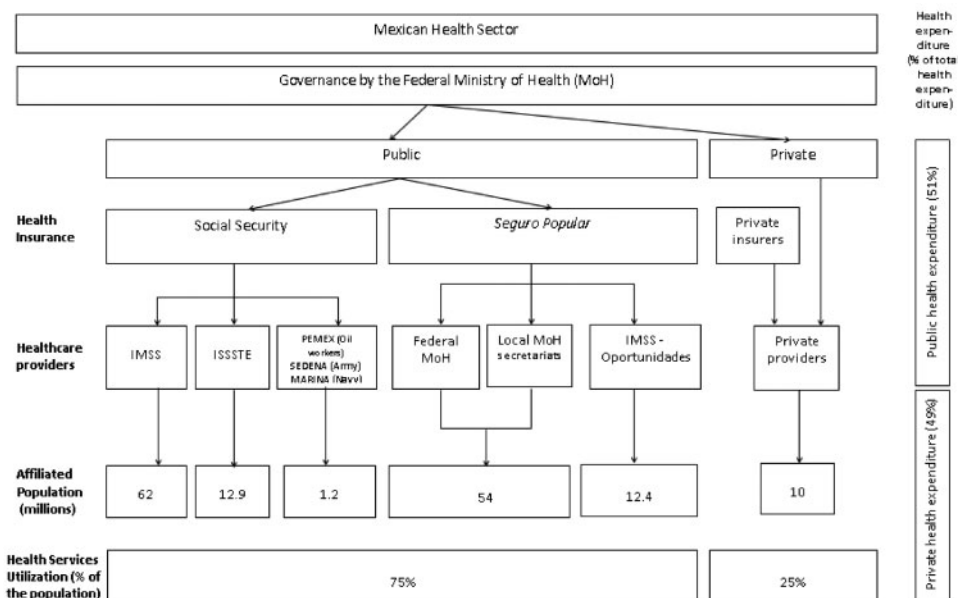 Mexican Health Sector
Health
expen-
diture
(% of total
health
expen-
diture)
Governance by the Federal Ministry of Health (MoH)
Public
Private
Health
Insurance
Social Security
Seguro Popular
Private
insurers
Public health expenditure (51%)
Healthcare
providers
IMSS
ISSSTE
PEMEX (Oil
workers)
SEDENA (Army)
MARINA (Navy)
Federal
MoH
Local MoH
secretariats
IMSS -
Oportunidades
Private
providers
Affiliated
Population
(millions)
62
12.9
1.2
54
12.4
10
Private health expenditure (49%)
Health Services
Utilization (% of
the population)
75%
25%